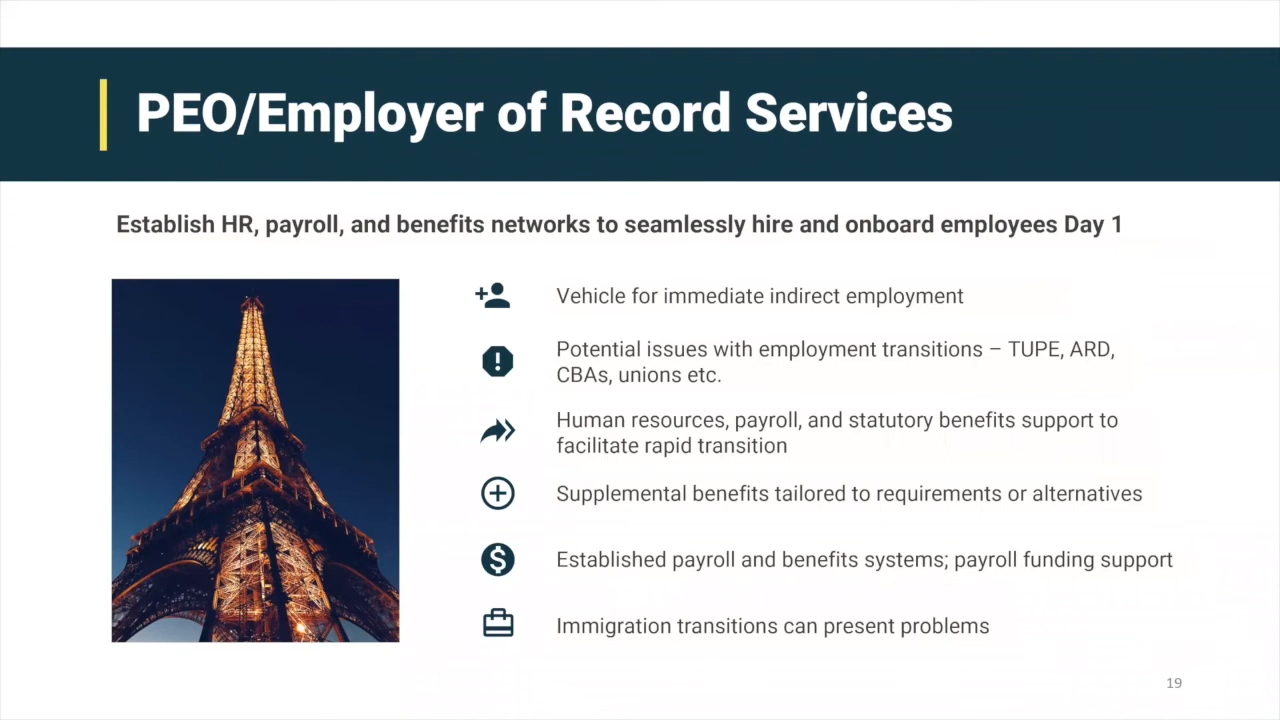 PEO/Employer of Record Services
Establish HR, payroll, and benefits networks to seamlessly hire and onboard employees Day 1
Vehicle for immediate indirect employment
Potential issues with employment transitions – TUPE, ARD,
CBAs, unions etc.
Human resources, payroll, and statutory benefits support to
facilitate rapid transition
Supplemental benefits tailored to requirements or alternatives
Established payroll and benefits systems; payroll funding support
Immigration transitions can present problems
19